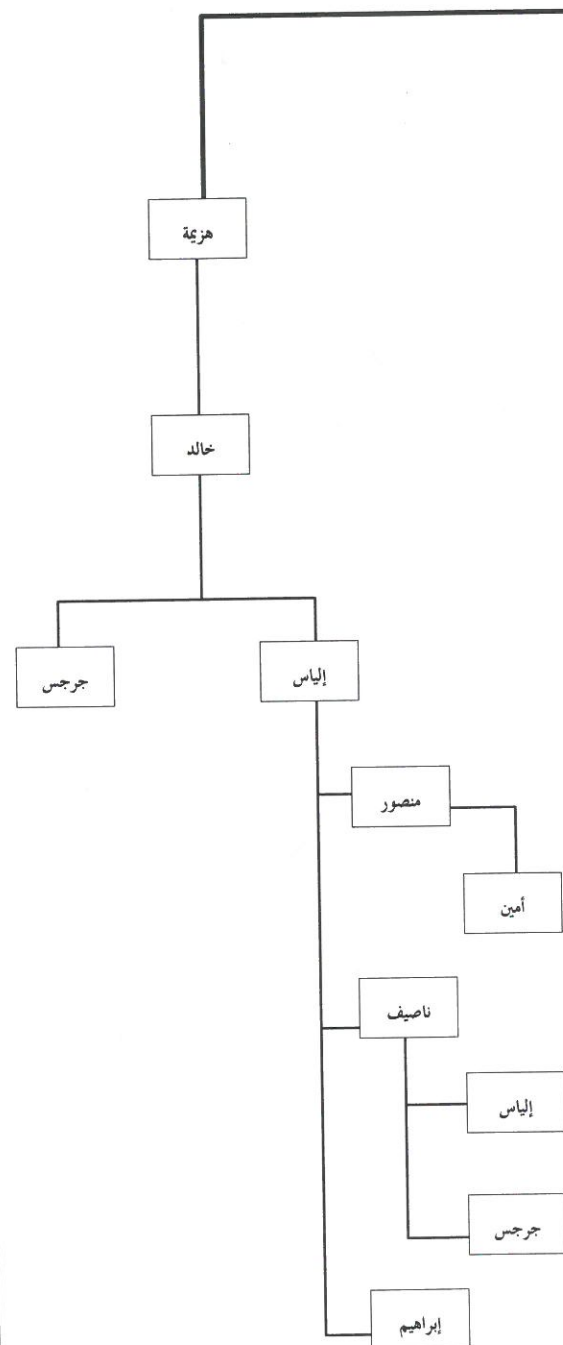 هزيمة
خالد
إلياس
جرجس
منصور
أمين
ناصيف
إلياس
جرجس
إبراهيم